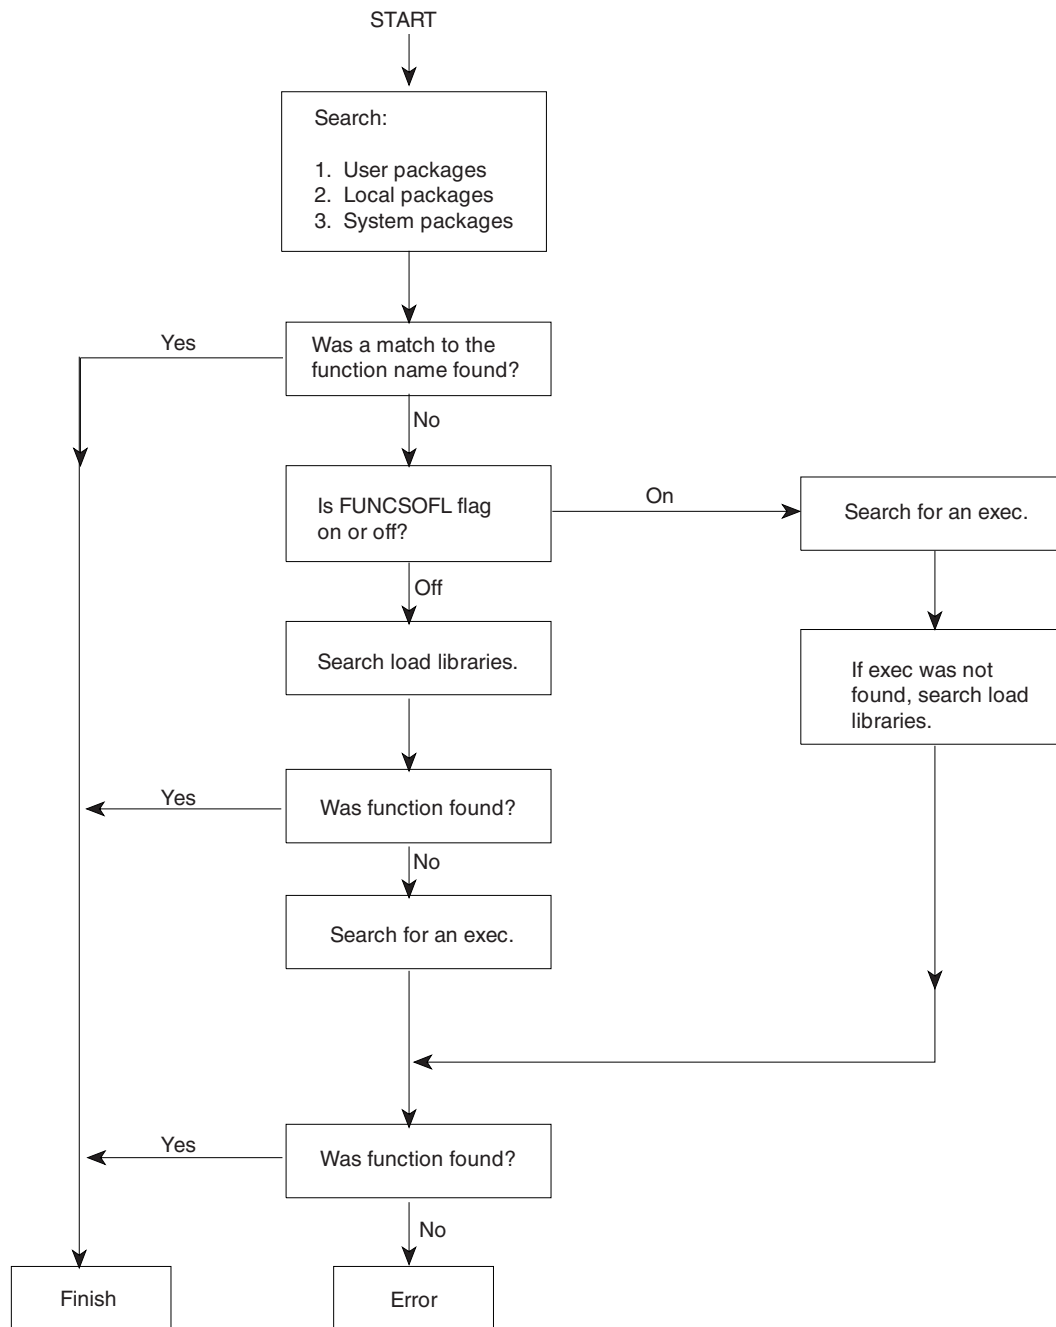 START
Search:
1. User packages
2. Local packages
3. System packages
Yes
Was a match to the
function name found?
No
Is FUNCSOFL flag
on or off?
On
Search for an exec.
Off
Search load libraries.
If exec was not
found, search load
libraries.
Yes
Was function found?
No
Search for an exec.
Yes
Was function found?
No
Finish
Error